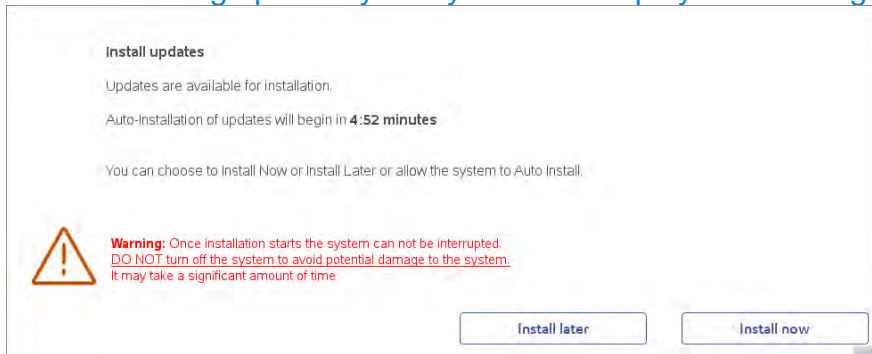 Install updates
Updates are available for installation.
Auto-Installation of updates will begin in 4:52 minutes
You can choose to Install Now or Install Later or allow the system to Auto Install.
Warning: Once installation starts the system can not be interrupted.
DO NOT turn off the system to avoid potential damage to the system.
It may take a significant amount of time
Install later
Install now